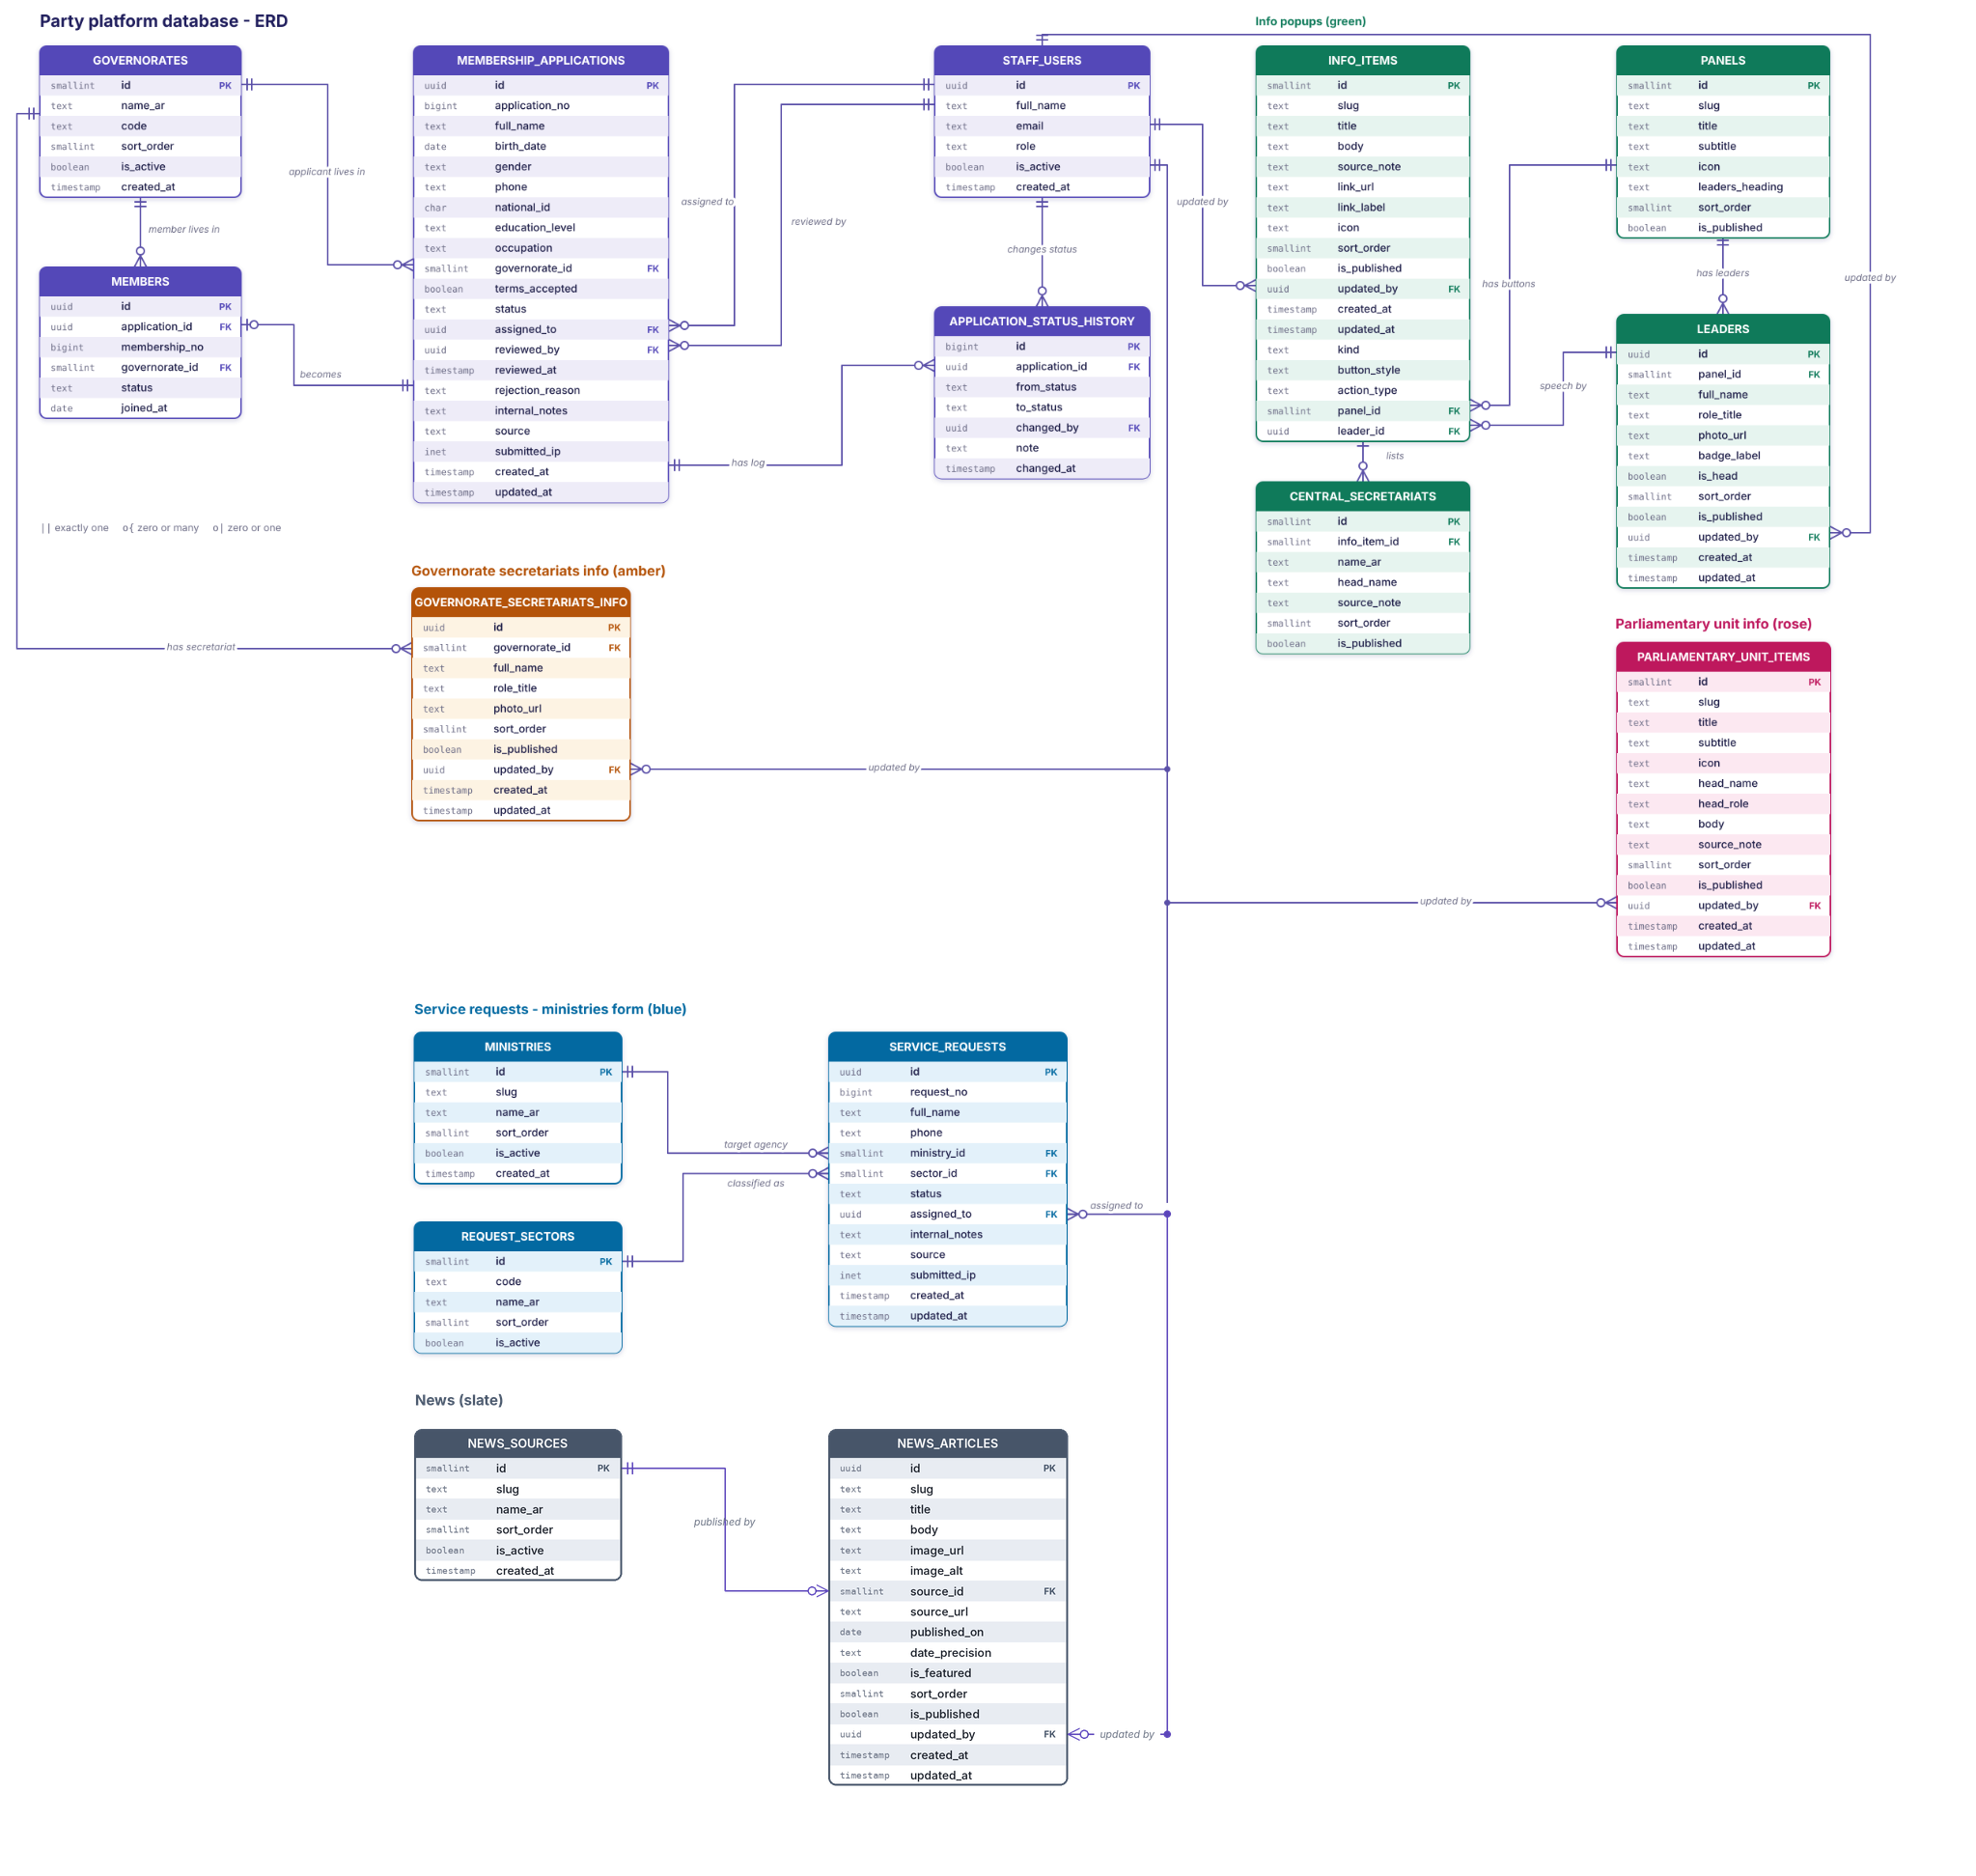 Party platform database - ERD
Info popups (green)
GOVERNORATES
smallint id PK
text name_ar
text code
smallint sort_order
boolean is_active
timestamp created_at
member lives in
MEMBERS
uuid id PK
uuid application_id FK
bigint membership_no
smallint governorate_id FK
text status
date joined_at
applicant lives in
becomes
|| exactly one o{ zero or many o| zero or one
MEMBERSHIP_APPLICATIONS
uuid id PK
bigint application_no
text full_name
date birth_date
text gender
text phone
char national_id
text education_level
text occupation
smallint governorate_id FK
boolean terms_accepted
text status
uuid assigned_to FK
uuid reviewed_by FK
timestamp reviewed_at
text rejection_reason
text internal_notes
text source
inet submitted_ip
timestamp created_at
timestamp updated_at
assigned to
reviewed by
has log
STAFF_USERS
uuid id PK
text full_name
text email
text role
boolean is_active
timestamp created_at
changes status
APPLICATION_STATUS_HISTORY
bigint id PK
uuid application_id FK
text from_status
text to_status
uuid changed_by FK
text note
timestamp changed_at
updated by
INFO_ITEMS
smallint id PK
text slug
text title
text body
text source_note
text link_url
text link_label
text icon
smallint sort_order
boolean is_published
uuid updated_by FK
timestamp created_at
timestamp updated_at
text kind
text button_style
text action_type
smallint panel_id FK
uuid leader_id FK
lists
CENTRAL_SECRETARIATS
smallint id PK
smallint info_item_id FK
text name_ar
text head_name
text source_note
smallint sort_order
boolean is_published
has buttons
speech by
PANELS
smallint id PK
text slug
text title
text subtitle
text icon
text leaders_heading
smallint sort_order
boolean is_published
has leaders
updated by
LEADERS
uuid id PK
smallint panel_id FK
text full_name
text role_title
text photo_url
text badge_label
boolean is_head
smallint sort_order
boolean is_published
uuid updated_by FK
timestamp created_at
timestamp updated_at
Governorate secretariats info (amber)
GOVERNORATE_SECRETARIATS_INFO
uuid id PK
smallint governorate_id FK
text full_name
text role_title
text photo_url
smallint sort_order
boolean is_published
uuid updated_by FK
timestamp created_at
timestamp updated_at
has secretariat
updated by
Parliamentary unit info (rose)
PARLIAMENTARY_UNIT_ITEMS
smallint id PK
text slug
text title
text subtitle
text icon
text head_name
text head_role
text body
text source_note
smallint sort_order
boolean is_published
uuid updated_by FK
timestamp created_at
timestamp updated_at
updated by
Service requests - ministries form (blue)
MINISTRIES
smallint id PK
text slug
text name_ar
smallint sort_order
boolean is_active
timestamp created_at
REQUEST_SECTORS
smallint id PK
text code
text name_ar
smallint sort_order
boolean is_active
target agency
classified as
SERVICE_REQUESTS
uuid id PK
bigint request_no
text full_name
text phone
smallint ministry_id FK
smallint sector_id FK
text status
uuid assigned_to FK
text internal_notes
text source
inet submitted_ip
timestamp created_at
timestamp updated_at
assigned to
News (slate)
NEWS_SOURCES
smallint id PK
text slug
text name_ar
smallint sort_order
boolean is_active
timestamp created_at
published by
NEWS_ARTICLES
uuid id PK
text slug
text title
text body
text image_url
text image_alt
smallint source_id FK
text source_url
date published_on
text date_precision
boolean is_featured
smallint sort_order
boolean is_published
uuid updated_by FK
timestamp created_at
timestamp updated_at
updated by